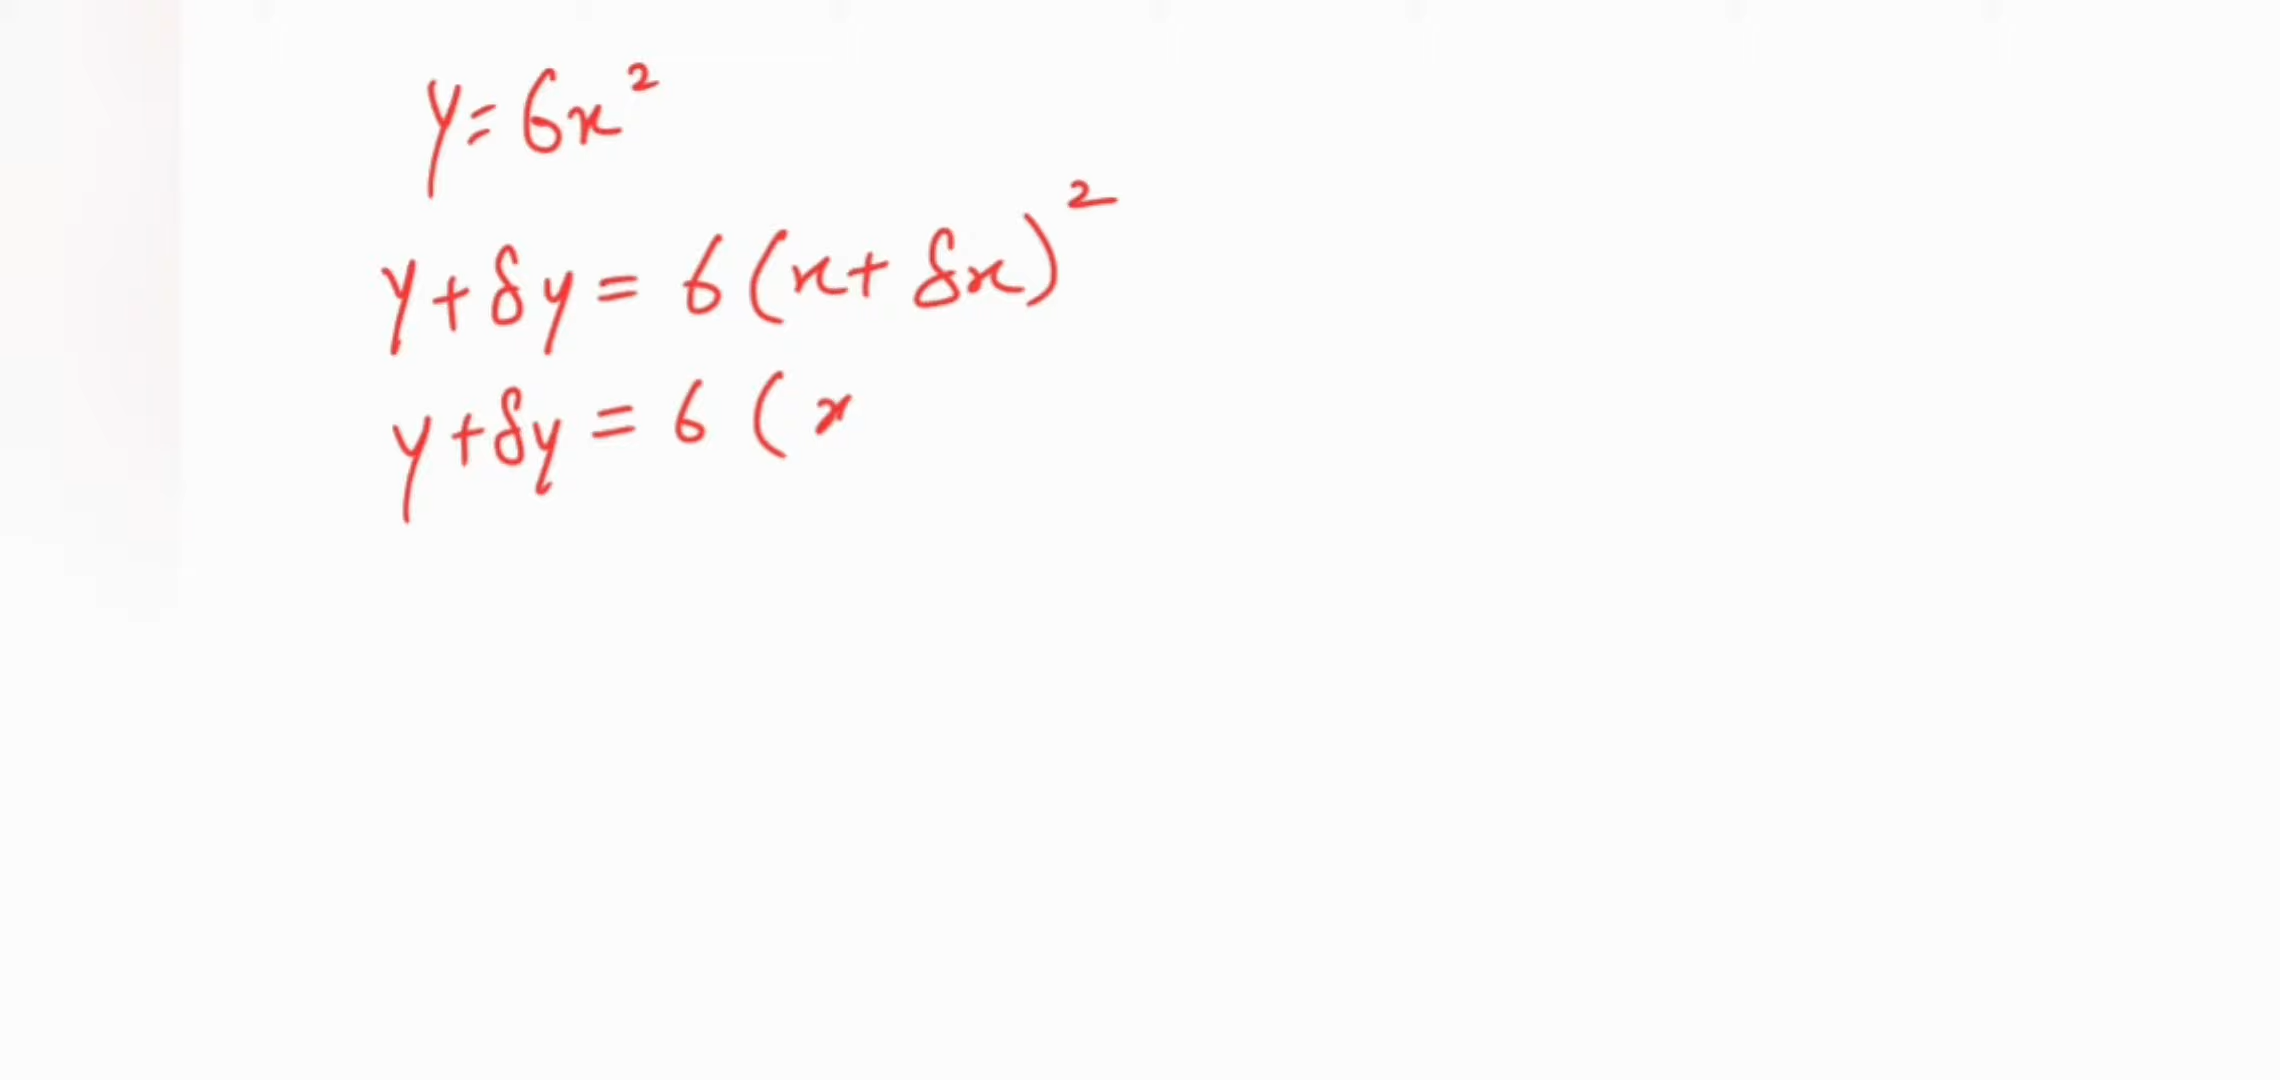 y = 6x²
y + δy = 6(x + δx)²
y + δy = 6(x